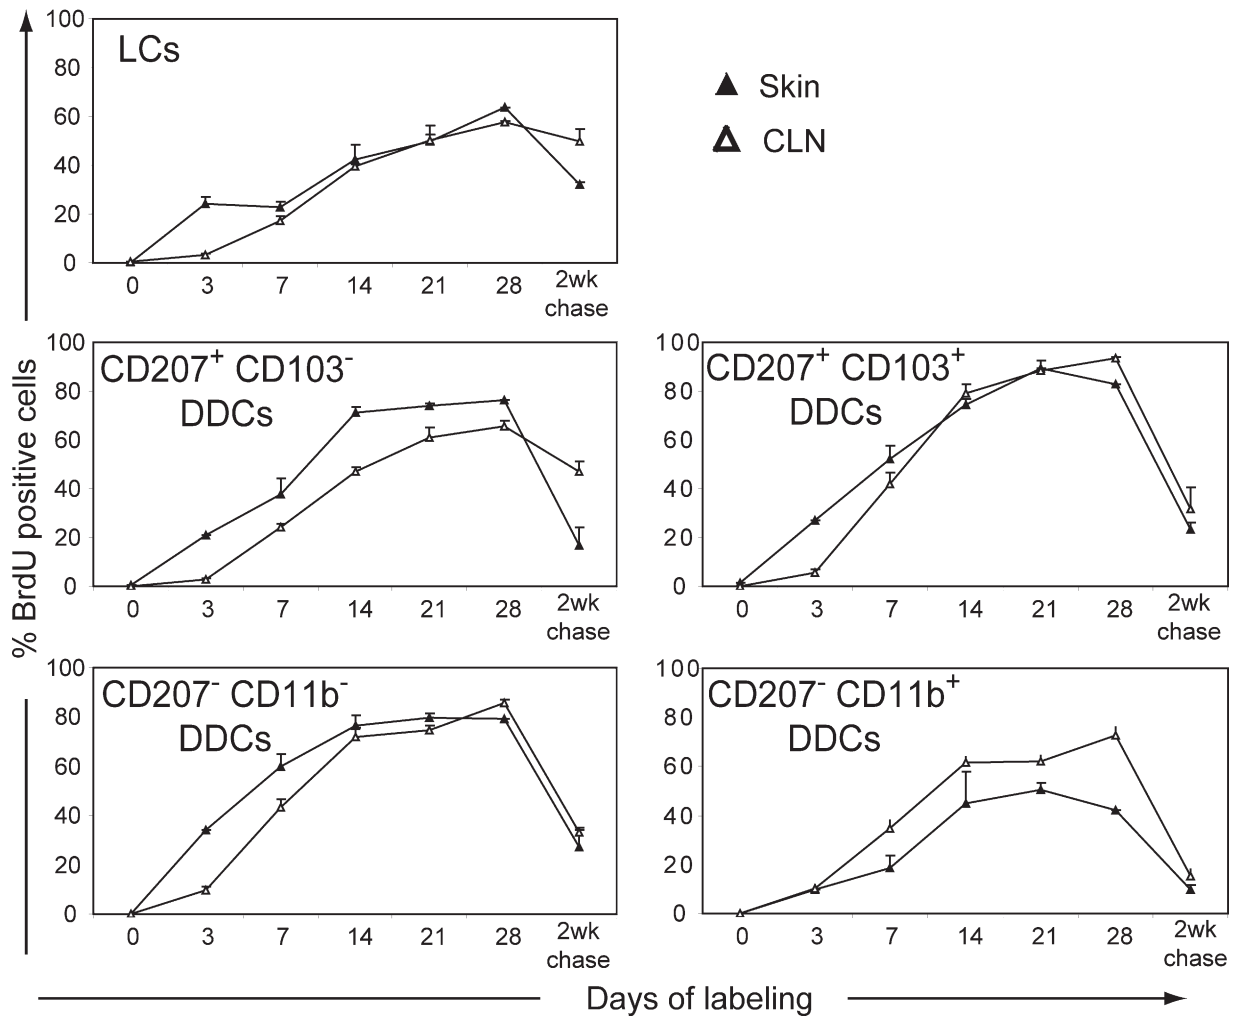 LCs
100
80
60
40
20
0
0 3 7 14 21 28 2wk
chase
Skin
CLN
% BrdU positive cells
CD207+ CD103-
DDCs
100
80
60
40
20
0
0 3 7 14 21 28 2wk
chase
CD207+ CD103+
DDCs
100
80
60
40
20
0
0 3 7 14 21 28 2wk
chase
CD207- CD11b-
DDCs
100
80
60
40
20
0
0 3 7 14 21 28 2wk
chase
CD207- CD11b+
DDCs
100
80
60
40
20
0
0 3 7 14 21 28 2wk
chase
Days of labeling